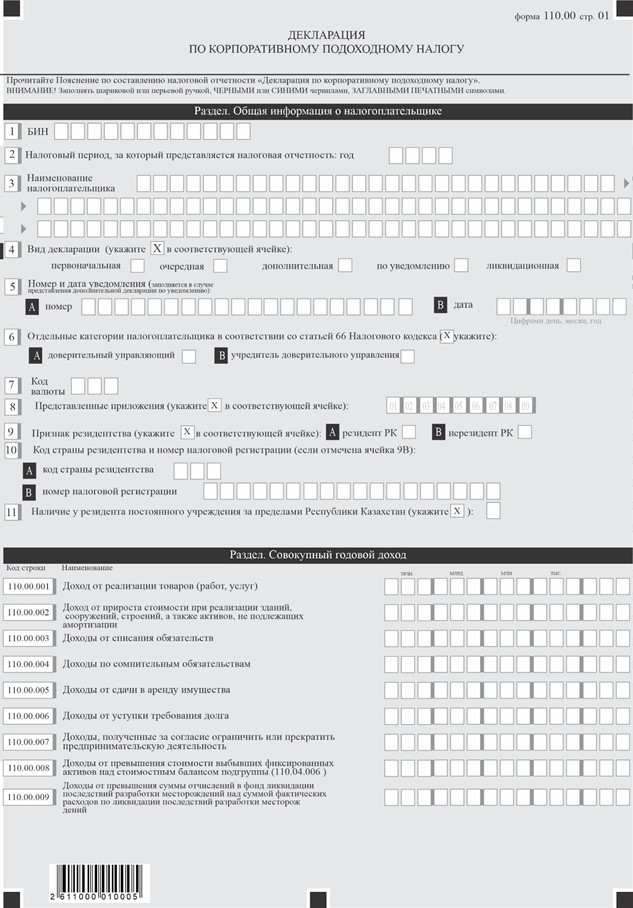 форма 110.00 стр. 01
ДЕКЛАРАЦИЯ
ПО КОРПОРАТИВНОМУ ПОДОХОДНОМУ НАЛОГУ
Прочитайте Пояснение по составлению налоговой отчетности «Декларация по корпоративному подоходному налогу».
ВНИМАНИЕ! Заполнять шариковой или перьевой ручкой, ЧЕРНЫМИ или СИНИМИ чернилами, ЗАГЛАВНЫМИ ПЕЧАТНЫМИ символами.
Раздел. Общая информация о налогоплательщике
1 БИН
2 Налоговый период, за который представляется налоговая отчетность: год
3 Наименование
налогоплательщика
4 Вид декларации (укажите X в соответствующей ячейке):
первоначальная очередная дополнительная по уведомлению ликвидационная
5 Номер и дата уведомления (заполняется в случае
представления дополнительной декларации по уведомлению):
A номер B дата
Цифрами день, месяц, год
6 Отдельные категории налогоплательщика в соответствии со статьей 66 Налогового кодекса (X укажите):
A доверительный управляющий B учредитель доверительного управления
7 Код
валюты
8 Представленные приложения (укажите X в соответствующей ячейке): 01 02 03 04 05 06 07 08 09
9 Признак резидентства (укажите X в соответствующей ячейке): A резидент РК B нерезидент РК
10 Код страны резидентства и номер налоговой регистрации (если отмечена ячейка 9В):
A код страны резидентства
B номер налоговой регистрации
11 Наличие у резидента постоянного учреждения за пределами Республики Казахстан (укажите X ):
Раздел. Совокупный годовой доход
Код строки Наименование трлн. млрд. млн. тыс.
110.00.001 Доход от реализации товаров (работ, услуг)
110.00.002 Доход от прироста стоимости при реализации зданий,
сооружений, строений, а также активов, не подлежащих
амортизации
110.00.003 Доходы от списания обязательств
110.00.004 Доходы по сомнительным обязательствам
110.00.005 Доходы от сдачи в аренду имущества
110.00.006 Доходы от уступки требования долга
110.00.007 Доходы, полученные за согласие ограничить или прекратить
предпринимательскую деятельность
110.00.008 Доходы от превышения стоимости выбывших фиксированных
активов над стоимостным балансом подгруппы (110.04.006 )
110.00.009 Доходы от превышения суммы отчислений в фонд ликвидации
последствий разработки месторождений над суммой фактических
расходов по ликвидации последствий разработки месторож
дений
2 611000 010005